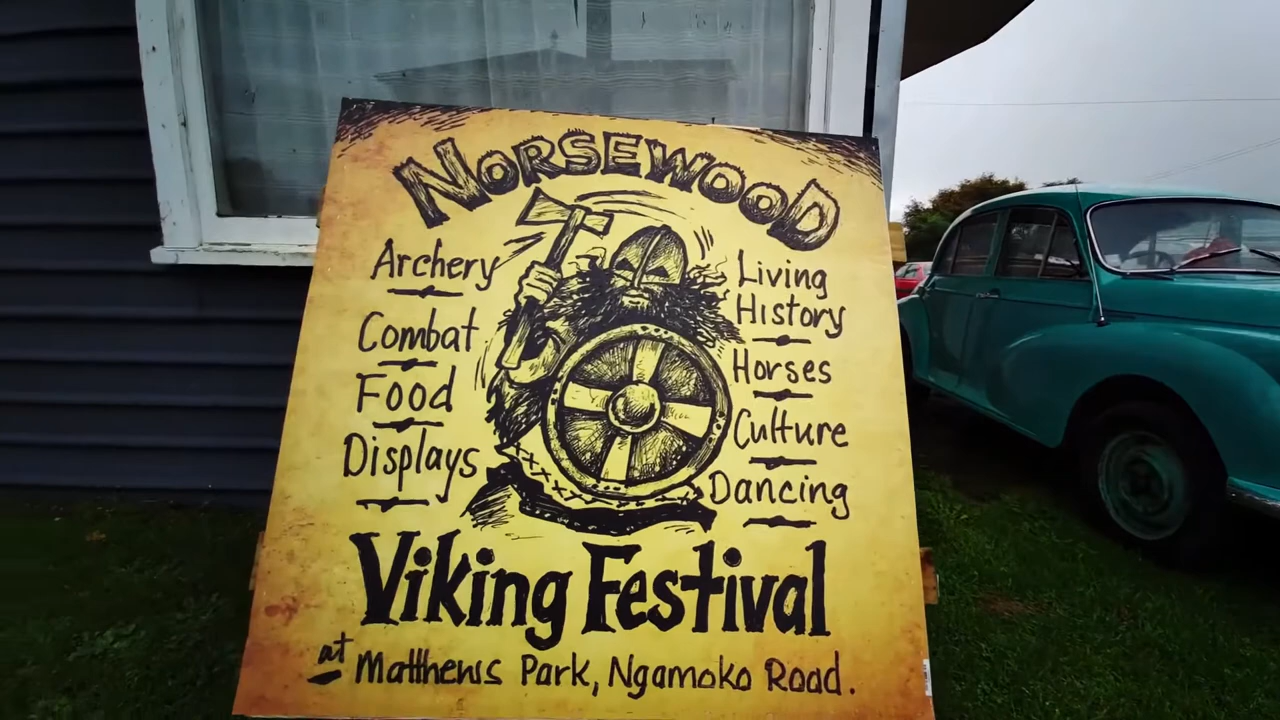 NORSEWOOD
Archery
Combat
Food
Displays
Living
History
Horses
Culture
Dancing
Viking Festival
at Matthews Park, Ngamoko Road.